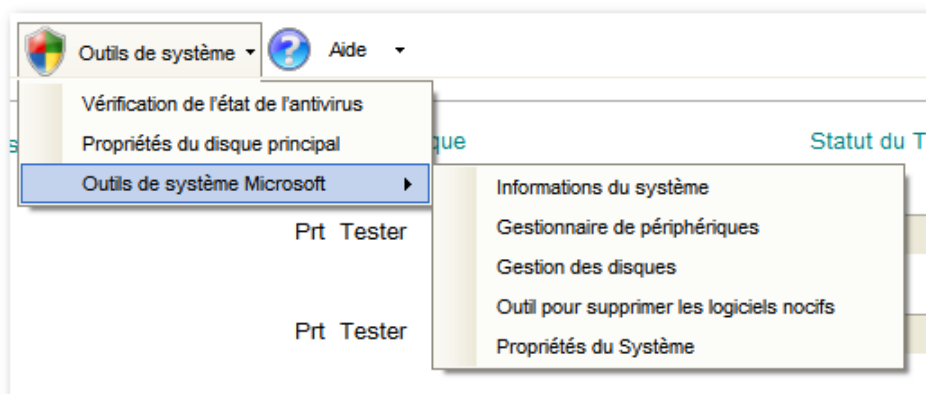 Outils de système Aide
Vérification de l'état de l'antivirus
Propriétés du disque principal
que Statut du T
Outils de système Microsoft
Informations du système
Prt Tester
Gestionnaire de périphériques
Gestion des disques
Outil pour supprimer les logiciels nocifs
Prt Tester
Propriétés du Système